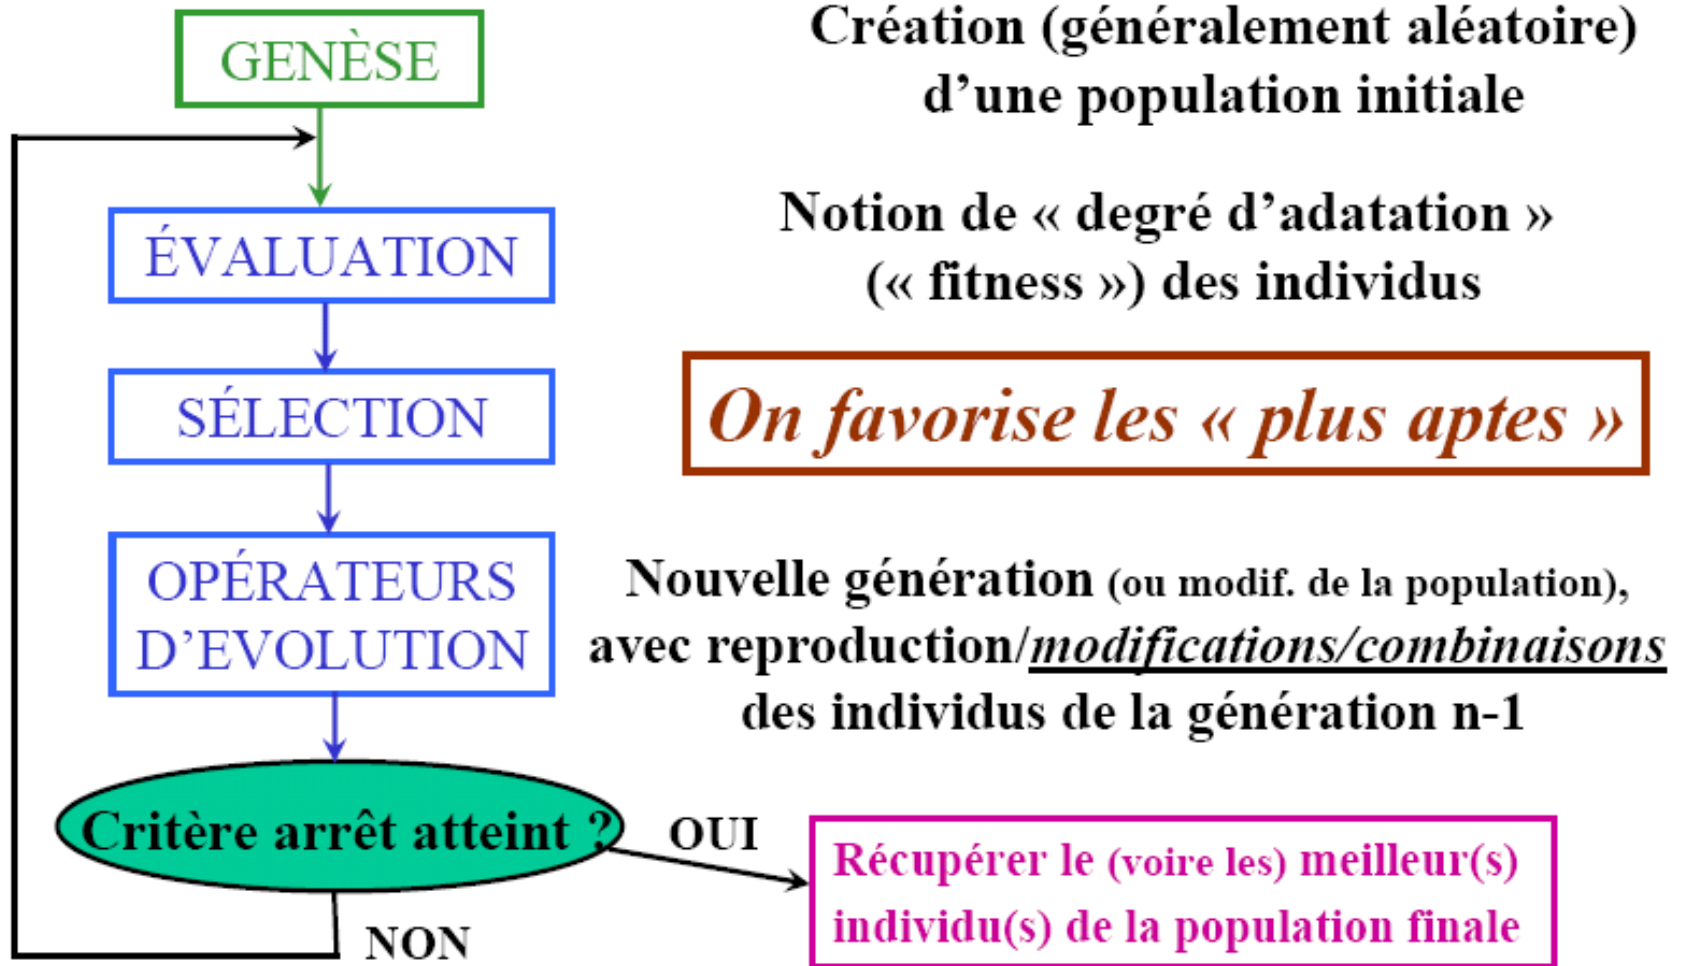 GENÈSE
Création (généralement aléatoire)
d’une population initiale
ÉVALUATION
Notion de « degré d’adatation »
(« fitness ») des individus
SÉLECTION
On favorise les « plus aptes »
OPÉRATEURS
D’EVOLUTION
Nouvelle génération (ou modif. de la population),
avec reproduction/modifications/combinaisons
des individus de la génération n-1
Critère arrêt atteint ?
OUI
Récupérer le (voire les) meilleur(s)
individu(s) de la population finale
NON